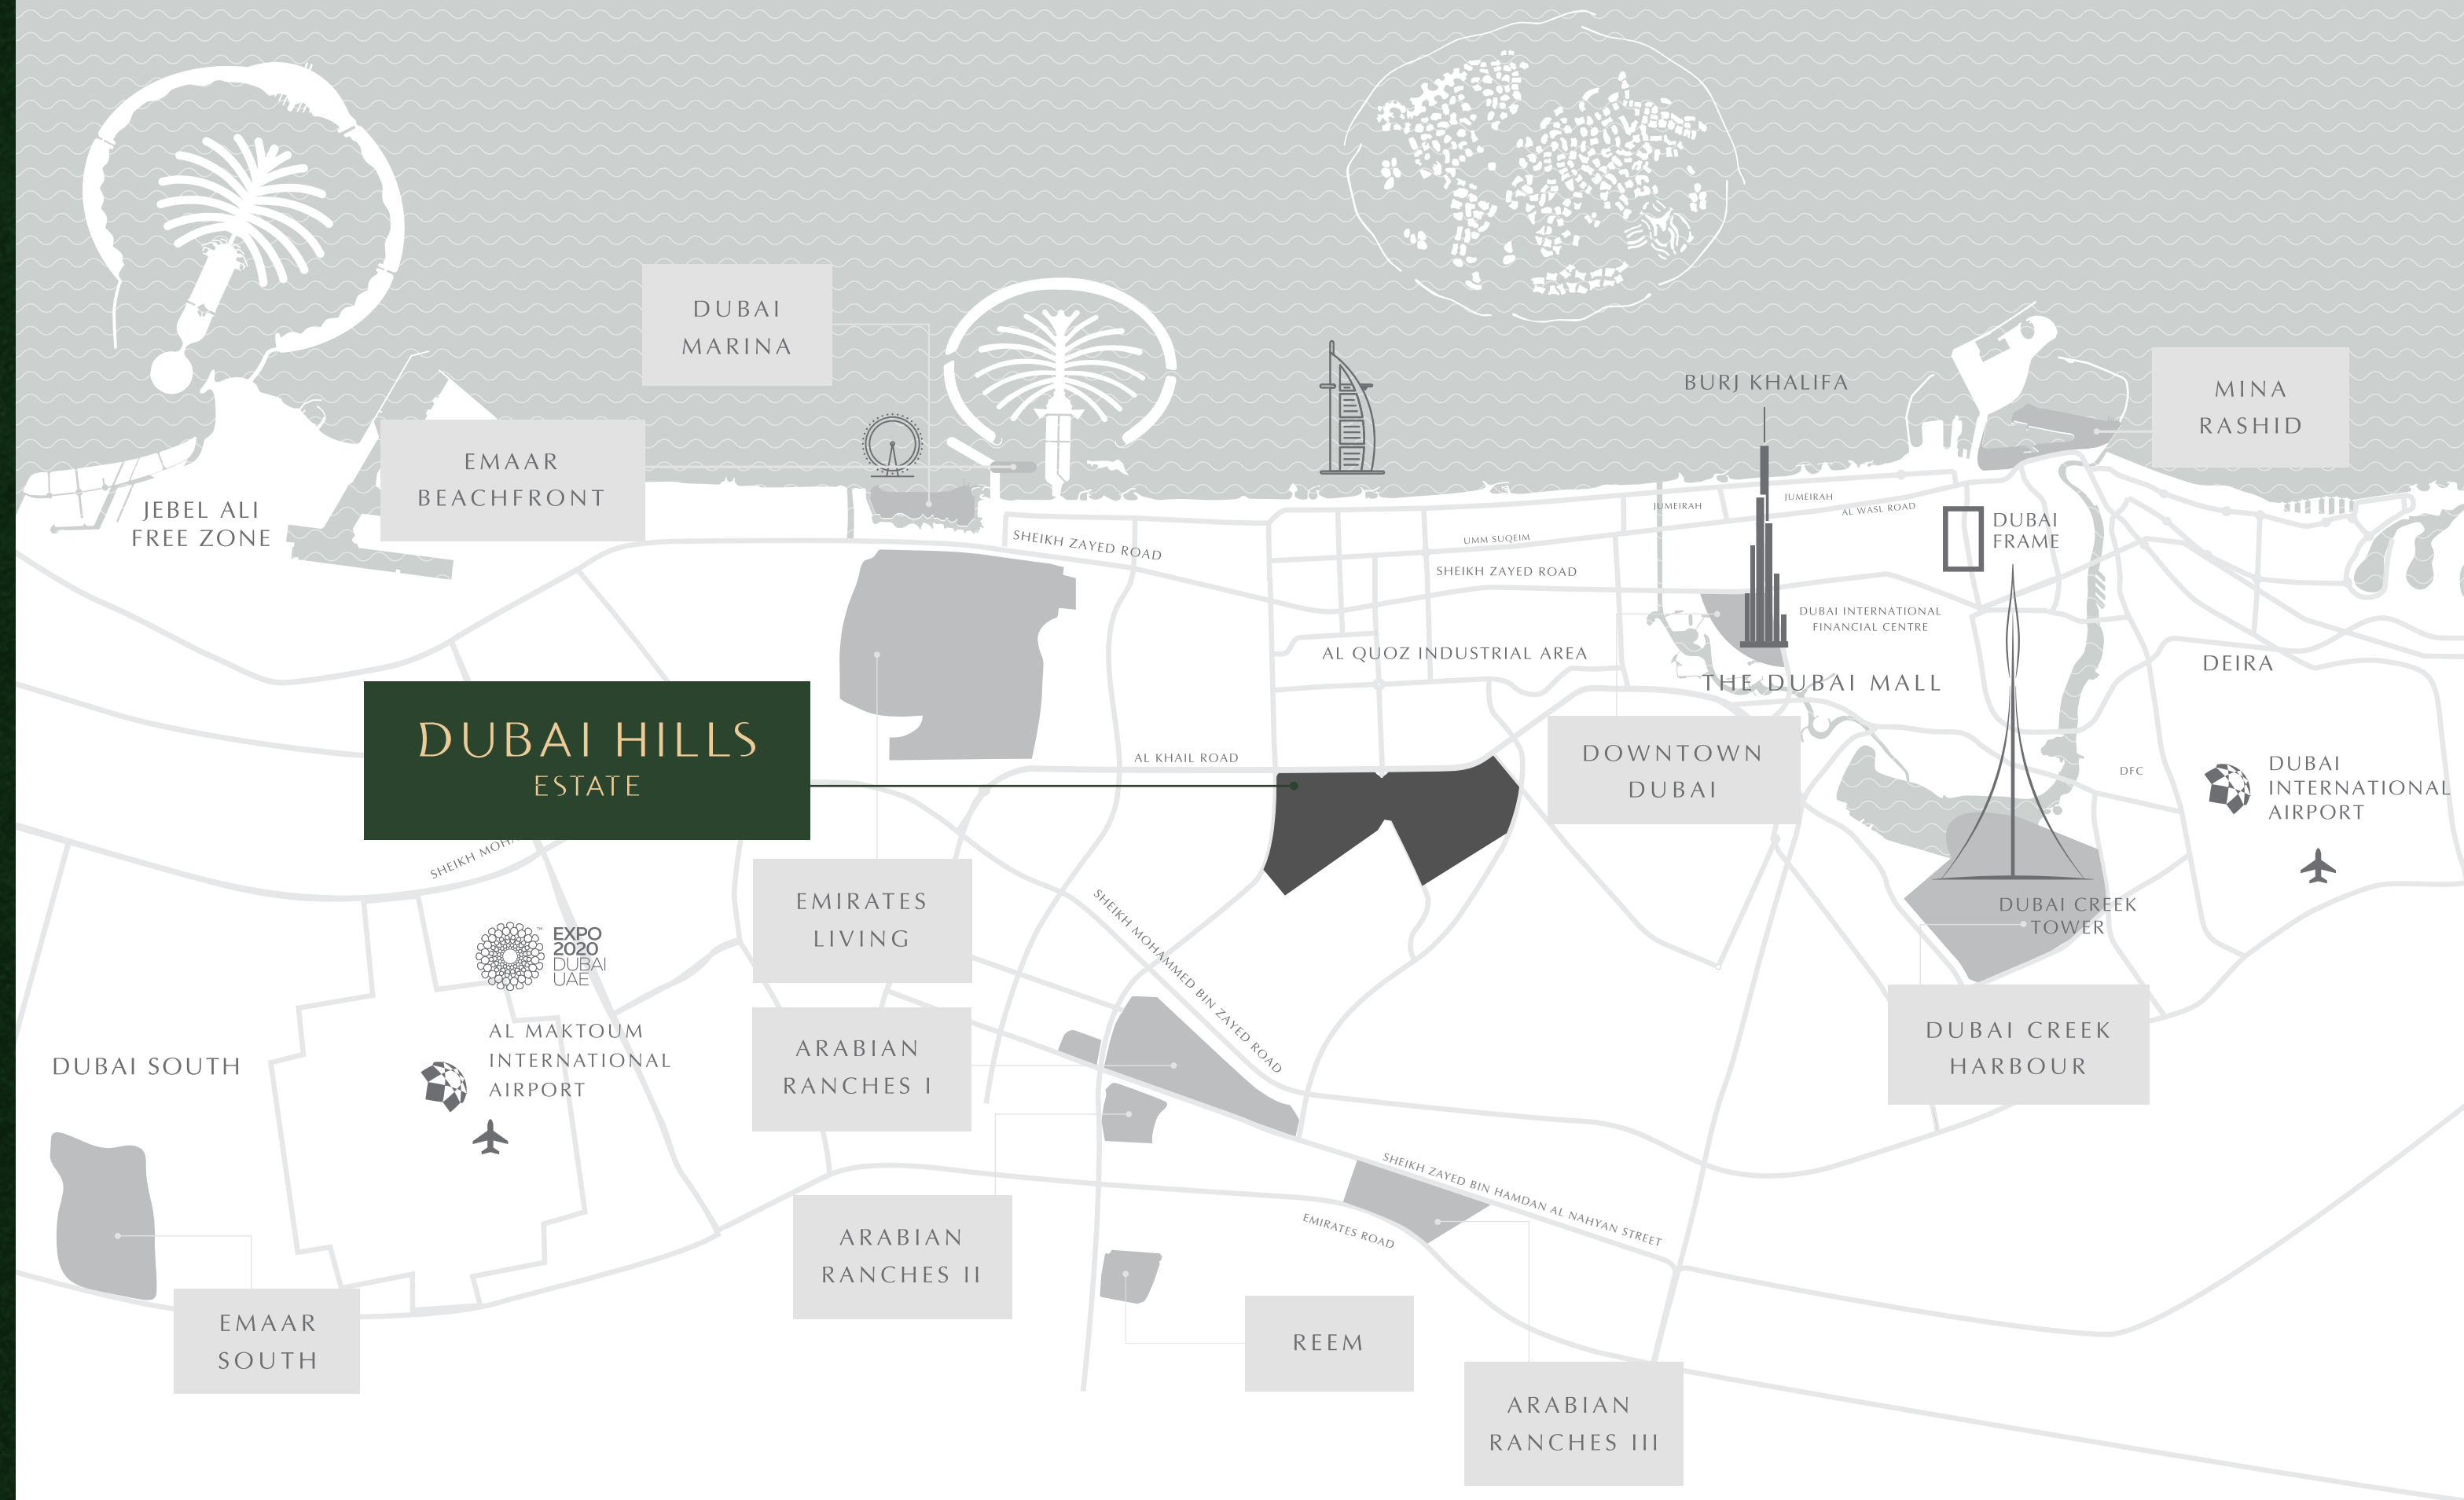 DUBAI
MARINA
BURJ KHALIFA
MINA
RASHID
EMAAR
BEACHFRONT
JEBEL ALI
FREE ZONE
SHEIKH ZAYED ROAD
UMM SUQEIM
SHEIKH ZAYED ROAD
JUMEIRAH
JUMEIRAH
AL WASL ROAD
DUBAI
FRAME
DUBAI INTERNATIONAL
FINANCIAL CENTRE
AL QUOZ INDUSTRIAL AREA
THE DUBAI MALL
DEIRA
DUBAI HILLS
ESTATE
AL KHAIL ROAD
DOWNTOWN
DUBAI
DFC
DUBAI
INTERNATIONAL
AIRPORT
SHEIKH
EMIRATES
LIVING
SHEIKH MOHAMMED BIN ZAYED ROAD
DUBAI CREEK
TOWER
EXPO
2020
DUBAI
UAE
TM
AL MAKTOUM
INTERNATIONAL
AIRPORT
DUBAI SOUTH
ARABIAN
RANCHES I
DUBAI CREEK
HARBOUR
ARABIAN
RANCHES II
SHEIKH ZAYED BIN HAMDAN AL NAHYAN STREET
EMIRATES ROAD
EMAAR
SOUTH
REEM
ARABIAN
RANCHES III